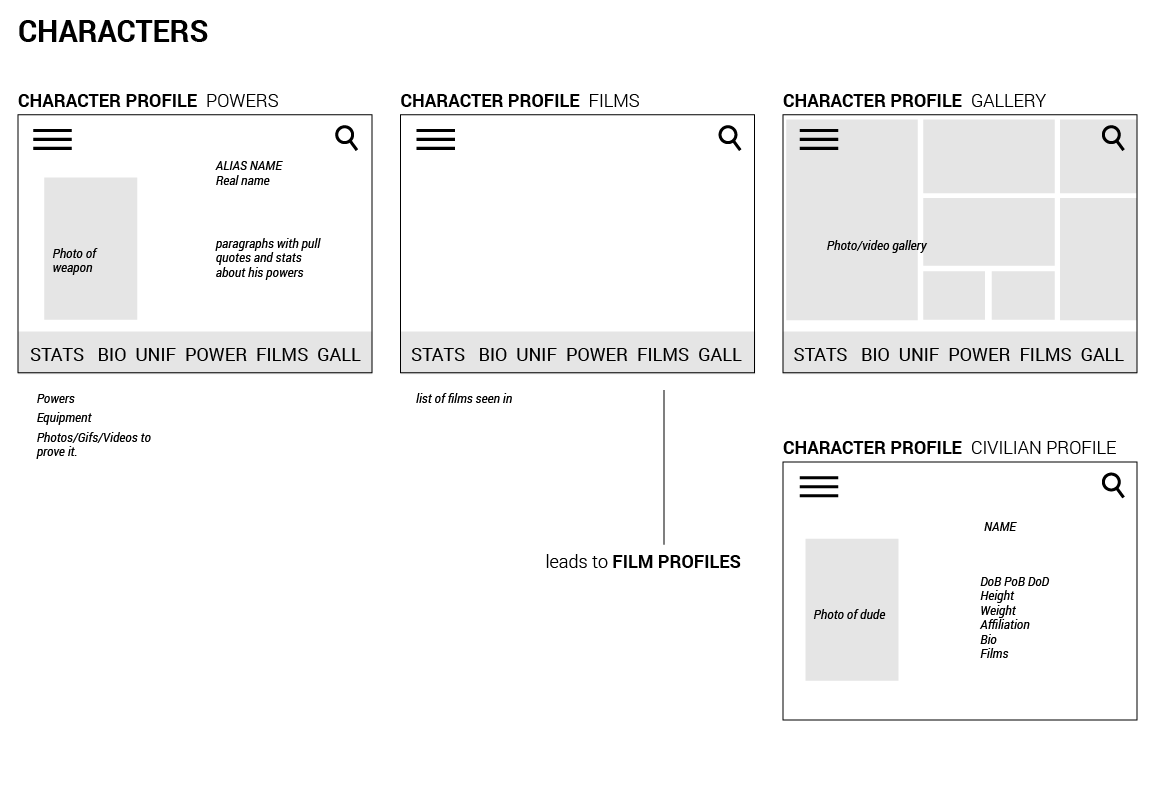 CHARACTERS
CHARACTER PROFILE POWERS
ALIAS NAME
Real name
Photo of
weapon
paragraphs with pull
quotes and stats
about his powers
STATS BIO UNIF POWER FILMS GALL
Powers
Equipment
Photos/Gifs/Videos to
prove it.
CHARACTER PROFILE FILMS
STATS BIO UNIF POWER FILMS GALL
list of films seen in
leads to FILM PROFILES
CHARACTER PROFILE GALLERY
Photo/video gallery
STATS BIO UNIF POWER FILMS GALL
CHARACTER PROFILE CIVILIAN PROFILE
NAME
Photo of dude
DoB PoB DoD
Height
Weight
Affiliation
Bio
Films